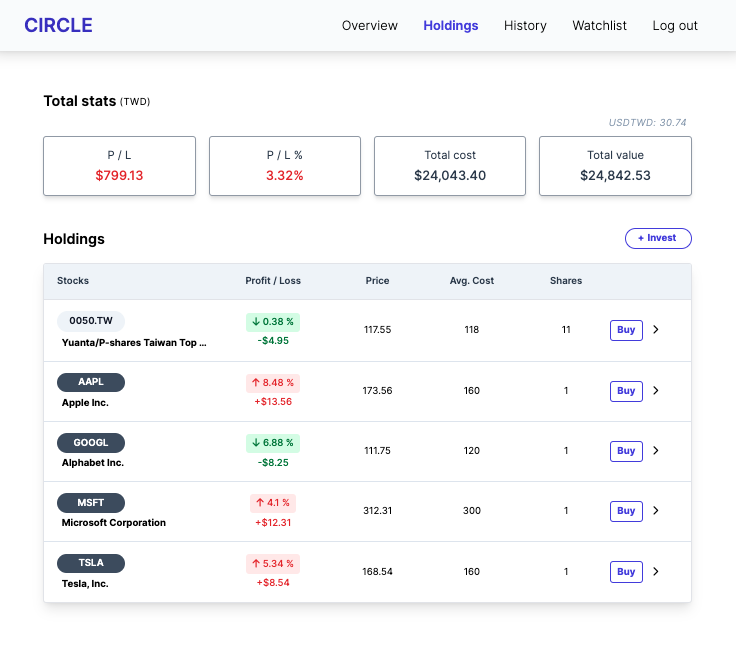 CIRCLE Overview Holdings History Watchlist Log out
Total stats (TWD)
USDTWD: 30.74
P / L P / L % Total cost Total value
$799.13 3.32% $24,043.40 $24,842.53
Holdings + Invest
Stocks Profit / Loss Price Avg. Cost Shares
0050.TW ↓ 0.38 %
117.55 118 11 Buy
Yuanta/P-shares Taiwan Top ... -$4.95
AAPL ↑ 8.48 %
173.56 160 1 Buy
Apple Inc. +$13.56
GOOGL ↓ 6.88 %
111.75 120 1 Buy
Alphabet Inc. -$8.25
MSFT ↑ 4.1 %
312.31 300 1 Buy
Microsoft Corporation +$12.31
TSLA ↑ 5.34 %
168.54 160 1 Buy
Tesla, Inc. +$8.54